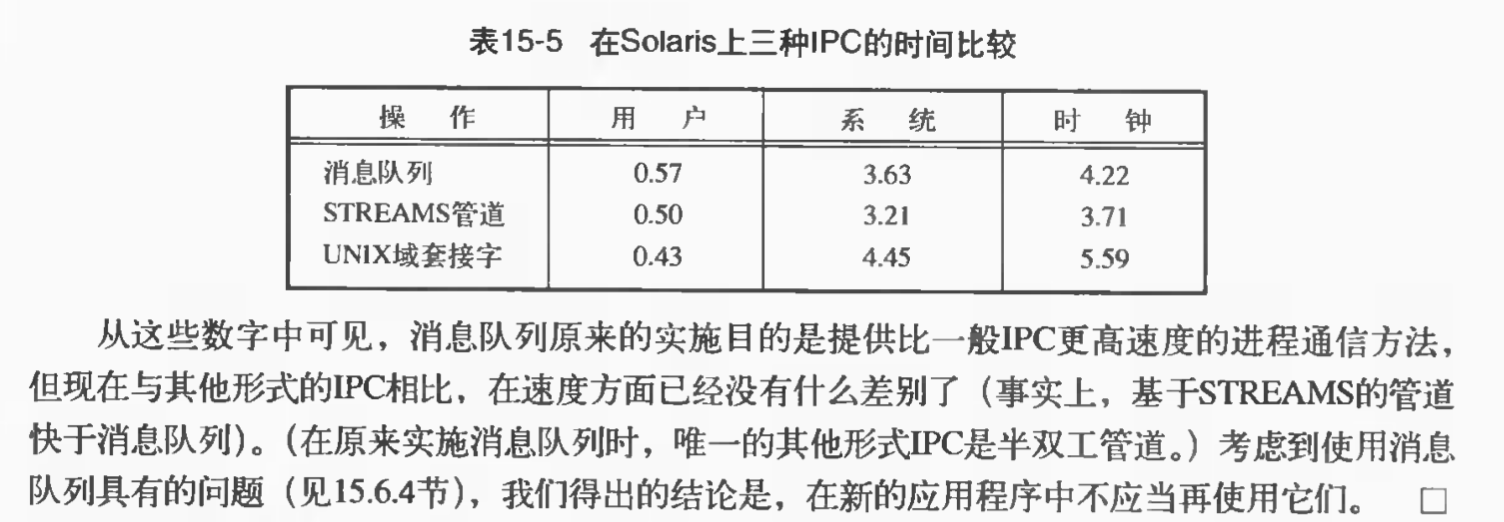 表15-5 在Solaris上三种IPC的时间比较
操 作 用 户 系 统 时 钟
消息队列 0.57 3.63 4.22
STREAMS管道 0.50 3.21 3.71
UNIX域套接字 0.43 4.45 5.59
从这些数字中可见，消息队列原来的实施目的是提供比一般IPC更高速度的进程通信方法，
但现在与其他形式的IPC相比，在速度方面已经没有什么差别了（事实上，基于STREAMS的管道
快于消息队列）。（在原来实施消息队列时，唯一的其他形式IPC是半双工管道。）考虑到使用消息
队列具有的问题（见15.6.4节），我们得出的结论是，在新的应用程序中不应当再使用它们。 □